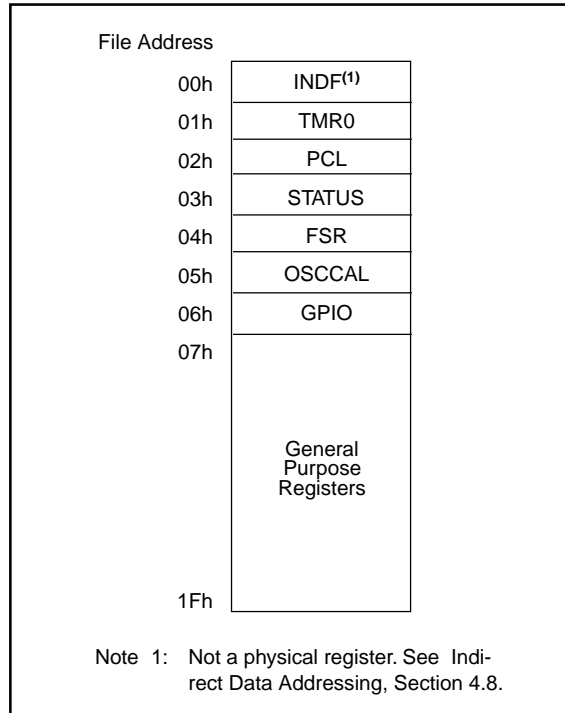 File Address
00h INDF(1)
01h TMR0
02h PCL
03h STATUS
04h FSR
05h OSCCAL
06h GPIO
07h
General
Purpose
Registers
1Fh
Note 1: Not a physical register. See Indi-
rect Data Addressing, Section 4.8.